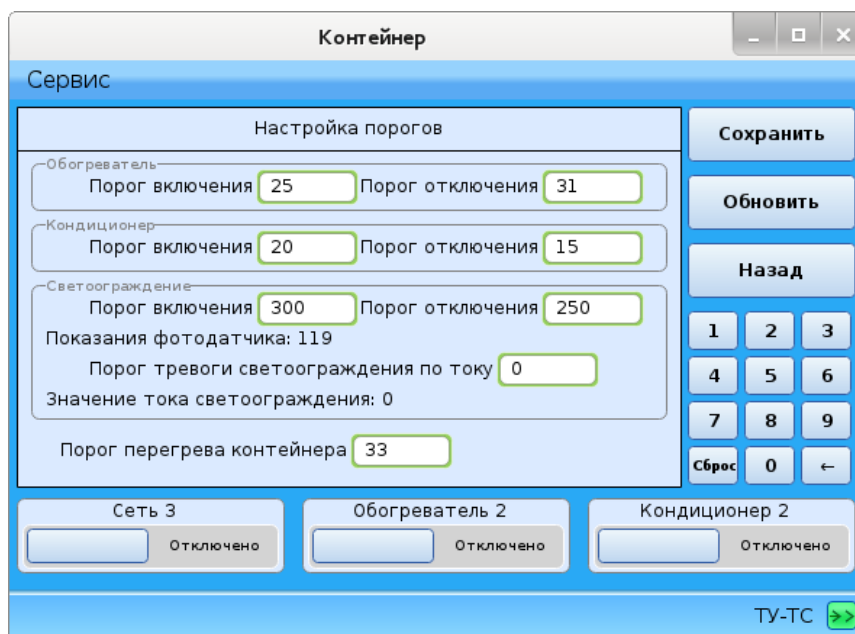 Контейнер
Сервис
Настройка порогов
Обогреватель
Порог включения 25 Порог отключения 31
Кондиционер
Порог включения 20 Порог отключения 15
Светоограждение
Порог включения 300 Порог отключения 250
Показания фотодатчика: 119
Порог тревоги светоограждения по току 0
Значение тока светоограждения: 0
Порог перегрева контейнера 33
Сохранить
Обновить
Назад
1 2 3
4 5 6
7 8 9
Сброс 0 ←
Сеть 3 Обогреватель 2 Кондиционер 2
Отключено Отключено Отключено
ТУ-ТС >>